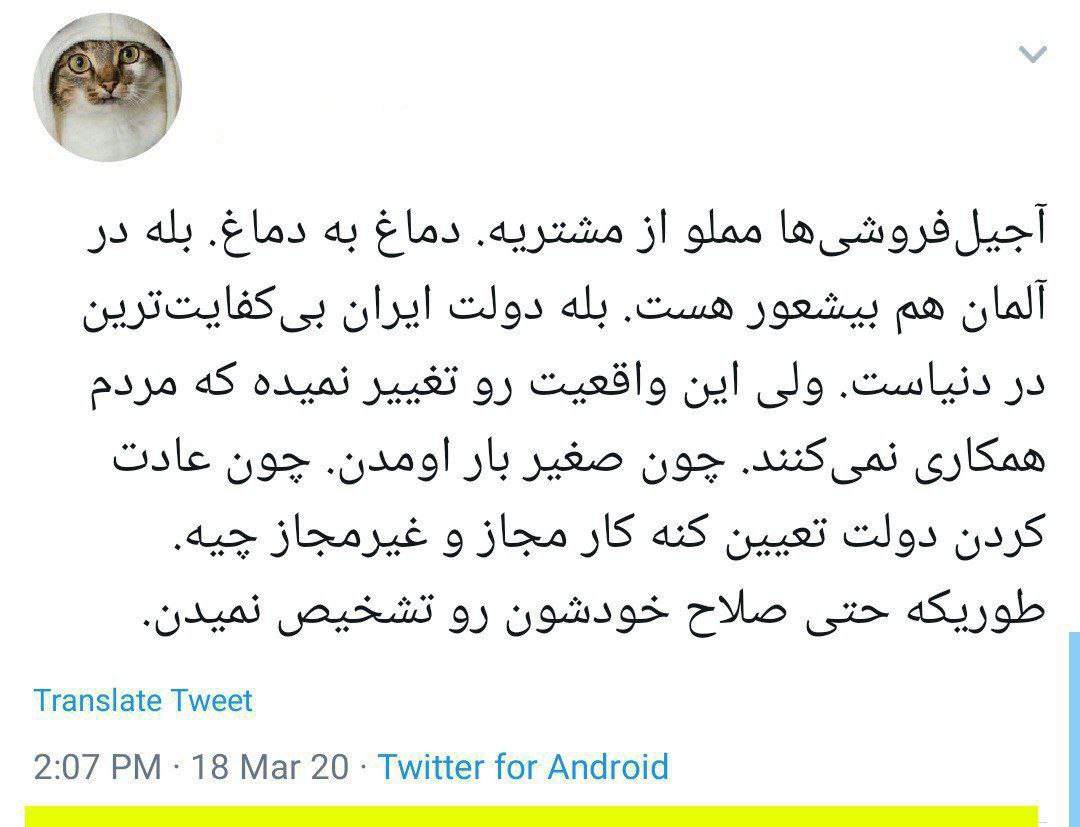 آجیل‌فروشی‌ها مملو از مشتریه. دماغ به دماغ. بله در
آلمان هم بیشعور هست. بله دولت ایران بی‌کفایت‌ترین
در دنیاست. ولی این واقعیت رو تغییر نمیده که مردم
همکاری نمی‌کنند. چون صغیر بار اومدن. چون عادت
کردن دولت تعیین کنه کار مجاز و غیرمجاز چیه.
طوریکه حتی صلاح خودشون رو تشخیص نمیدن.
Translate Tweet
2:07 PM · 18 Mar 20 · Twitter for Android